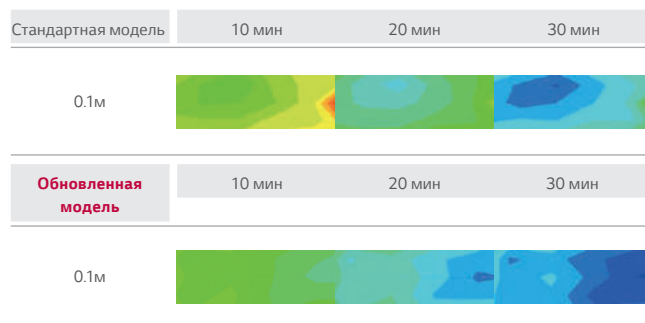 Стандартная модель 10 мин 20 мин 30 мин
0.1м
Обновленная 10 мин 20 мин 30 мин
модель
0.1м